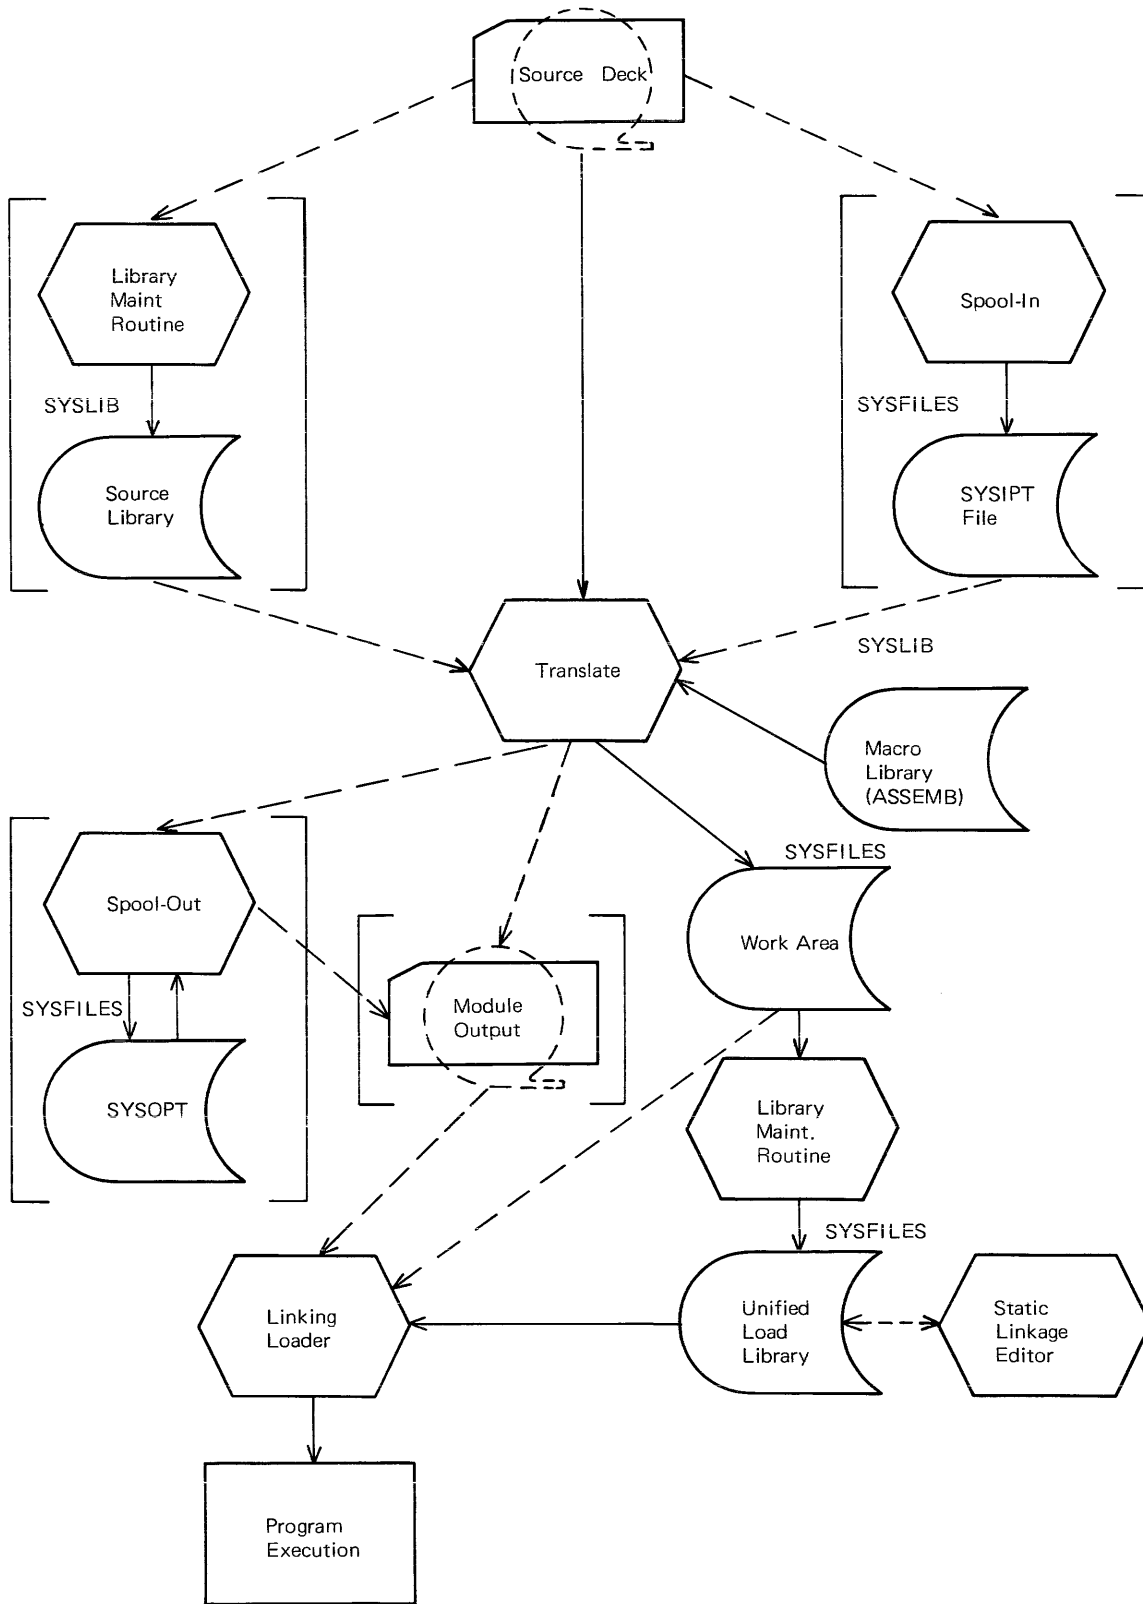 Source Deck
Library
Maint
Routine
Spool-In
SYSLIB
SYSFILES
Source
Library
SYSIPT
File
Translate
SYSLIB
Macro
Library
(ASSEMB)
SYSFILES
Spool-Out
Work Area
SYSFILES
Module
Output
SYSOPT
Library
Maint.
Routine
SYSFILES
Linking
Loader
Unified
Load
Library
Static
Linkage
Editor
Program
Execution